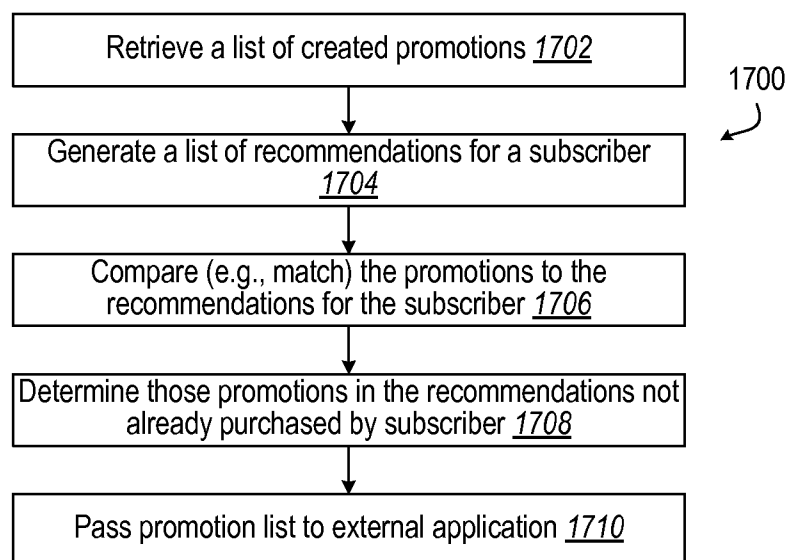 Retrieve a list of created promotions 1702
1700
Generate a list of recommendations for a subscriber
1704
Compare (e.g., match) the promotions to the
recommendations for the subscriber 1706
Determine those promotions in the recommendations not
already purchased by subscriber 1708
Pass promotion list to external application 1710